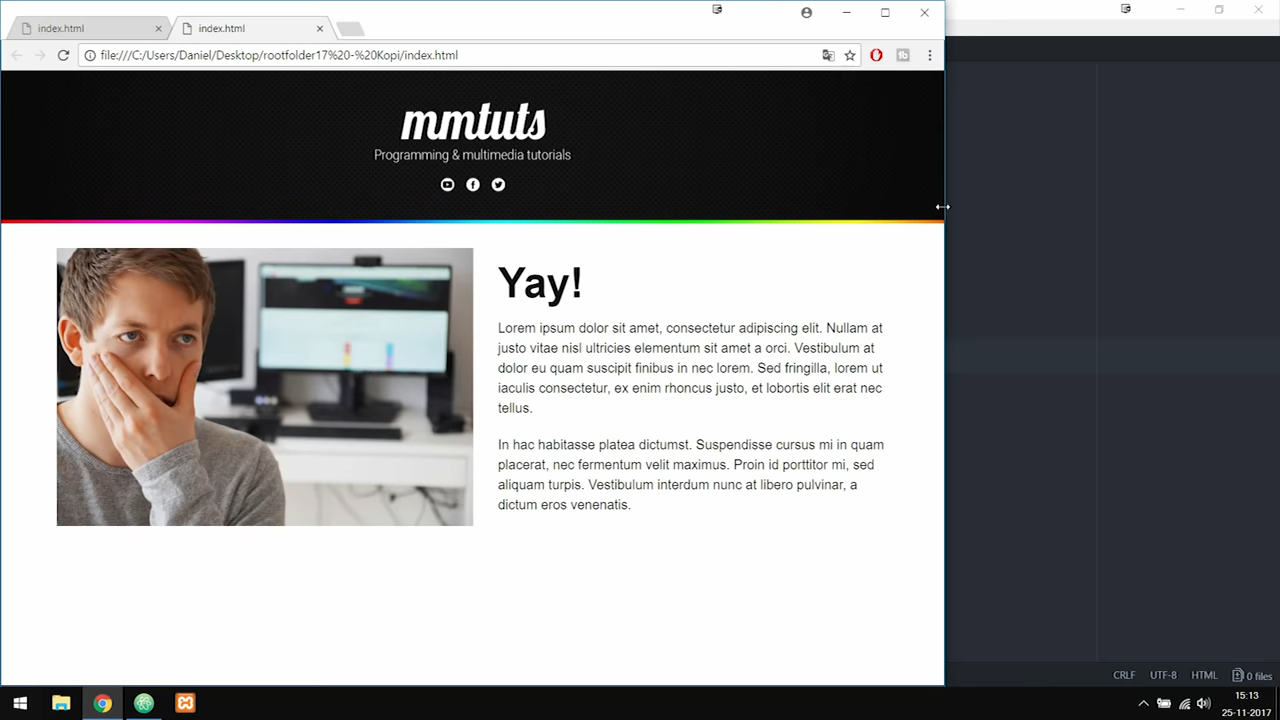 index.html
index.html
file:///C:/Users/Daniel/Desktop/rootfolder17%20-%20Kopi/index.html
mmtuts
Programming & multimedia tutorials
Yay!
Lorem ipsum dolor sit amet, consectetur adipiscing elit. Nullam at
justo vitae nisl ultricies elementum sit amet a orci. Vestibulum at
dolor eu quam suscipit finibus in nec lorem. Sed fringilla, lorem ut
iaculis consectetur, ex enim rhoncus justo, et lobortis elit erat nec
tellus.
In hac habitasse platea dictumst. Suspendisse cursus mi in quam
placerat, nec fermentum velit maximus. Proin id porttitor mi, sed
aliquam turpis. Vestibulum interdum nunc at libero pulvinar, a
dictum eros venenatis.
CRLF UTF-8 HTML 0 files
15:13
25-11-2017